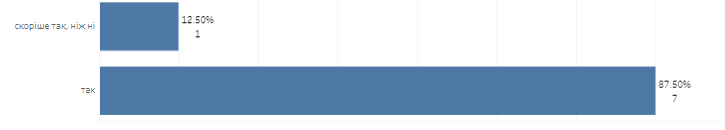 скоріше так, ніж ні
12.50%
1
так
87.50%
7